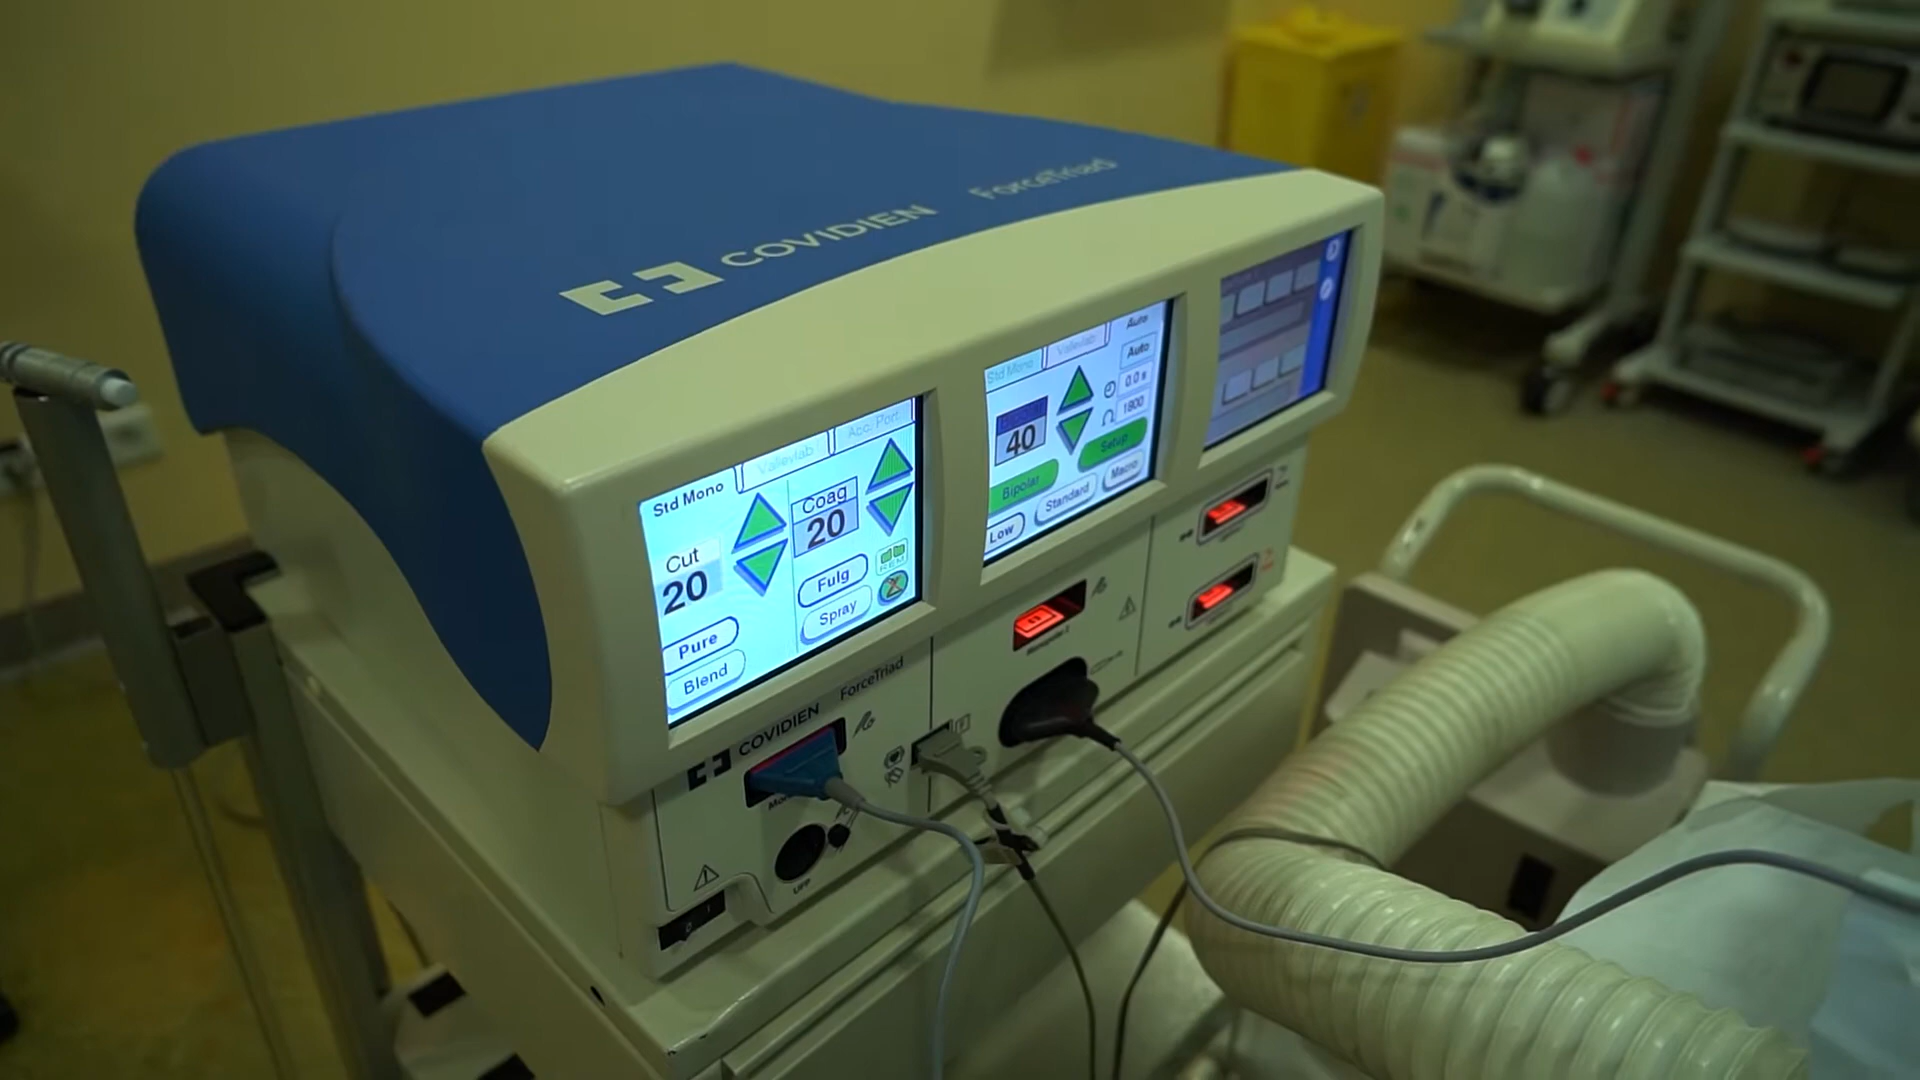 COVIDIEN
ForceTriad
Std Mono
Valleylab
Acc. Port
Cut
20
Coag
20
Pure
Blend
Fulg
Spray
REM
Std Mono
Valleylab
40
Auto
Auto
0.0 s
1800
Setup
Bipolar
Low
Standard
Macro
COVIDIEN
ForceTriad
UFP